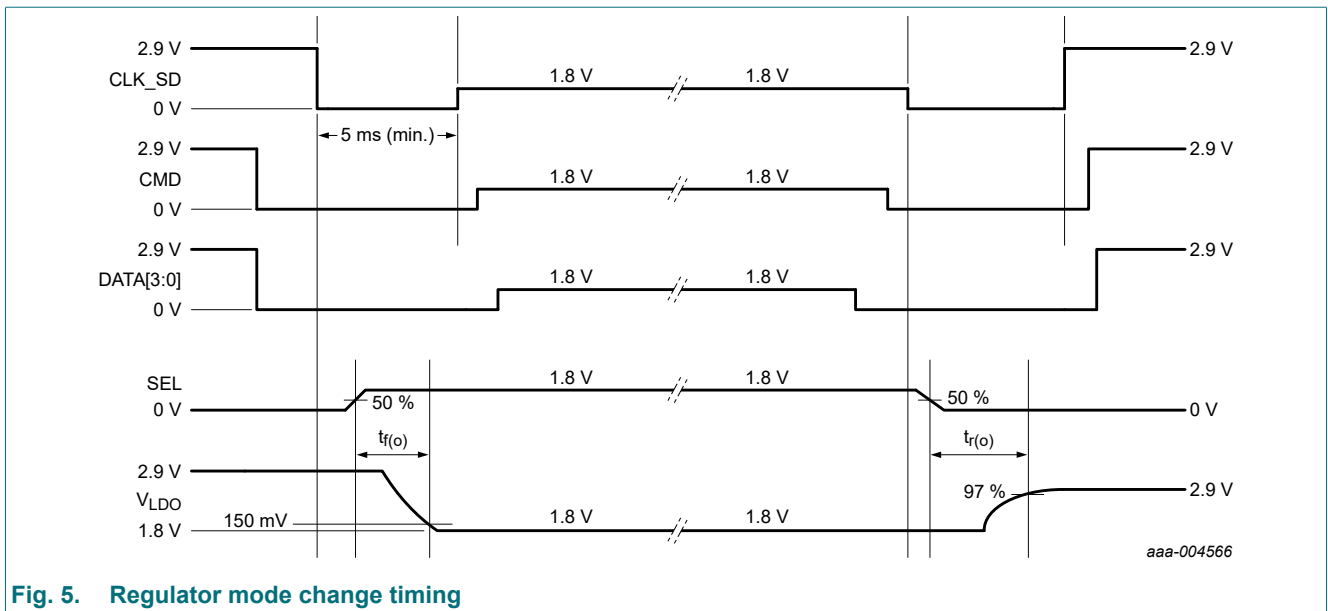 2.9 V
CLK_SD
0 V
1.8 V
1.8 V
2.9 V
5 ms (min.)
2.9 V
CMD
0 V
1.8 V
1.8 V
2.9 V
2.9 V
DATA[3:0]
0 V
1.8 V
1.8 V
2.9 V
SEL
0 V
50 %
1.8 V
1.8 V
50 %
0 V
tf(o)
tr(o)
2.9 V
VLDO
1.8 V
150 mV
1.8 V
1.8 V
97 %
2.9 V
aaa-004566
Fig. 5. Regulator mode change timing